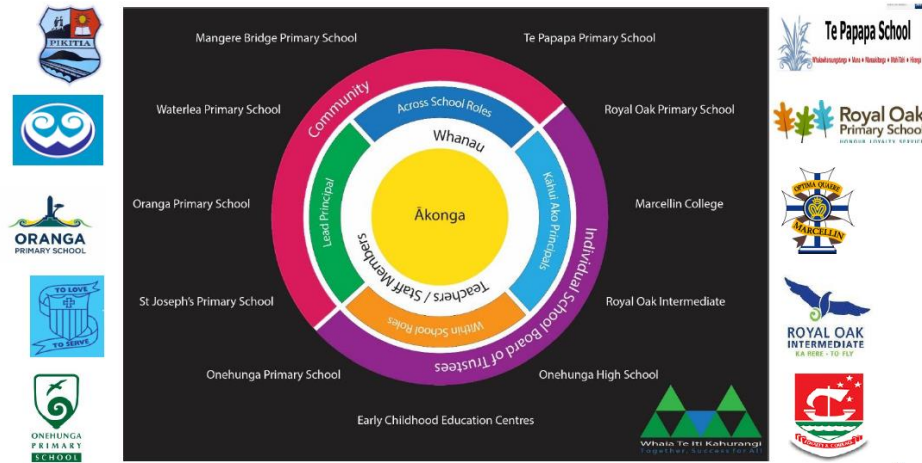 PIKITIA
Mangere Bridge Primary School
Te Papapa Primary School
Te Papapa School
Waterlea Primary School
Royal Oak Primary School
Royal Oak
Primary School
HONOUR LOYALTY SERVICE
Community
Across School Roles
Whanau
Lead Principal
Ākonga
Kāhui Ako Principals
Individual School Board of Trustees
Teachers / Staff Members
Within School Roles
Oranga Primary School
Marcellin College
ORANGA
PRIMARY SCHOOL
OPTIMA QUAERE
MARCELLIN
St Joseph's Primary School
Royal Oak Intermediate
TO LOVE
TO SERVE
ROYAL OAK
INTERMEDIATE
KA RERE - TO FLY
Onehunga Primary School
Onehunga High School
ONEHUNGA
PRIMARY
SCHOOL
Early Childhood Education Centres
Whaia Te Iti Kahurangi
Together, Success for All